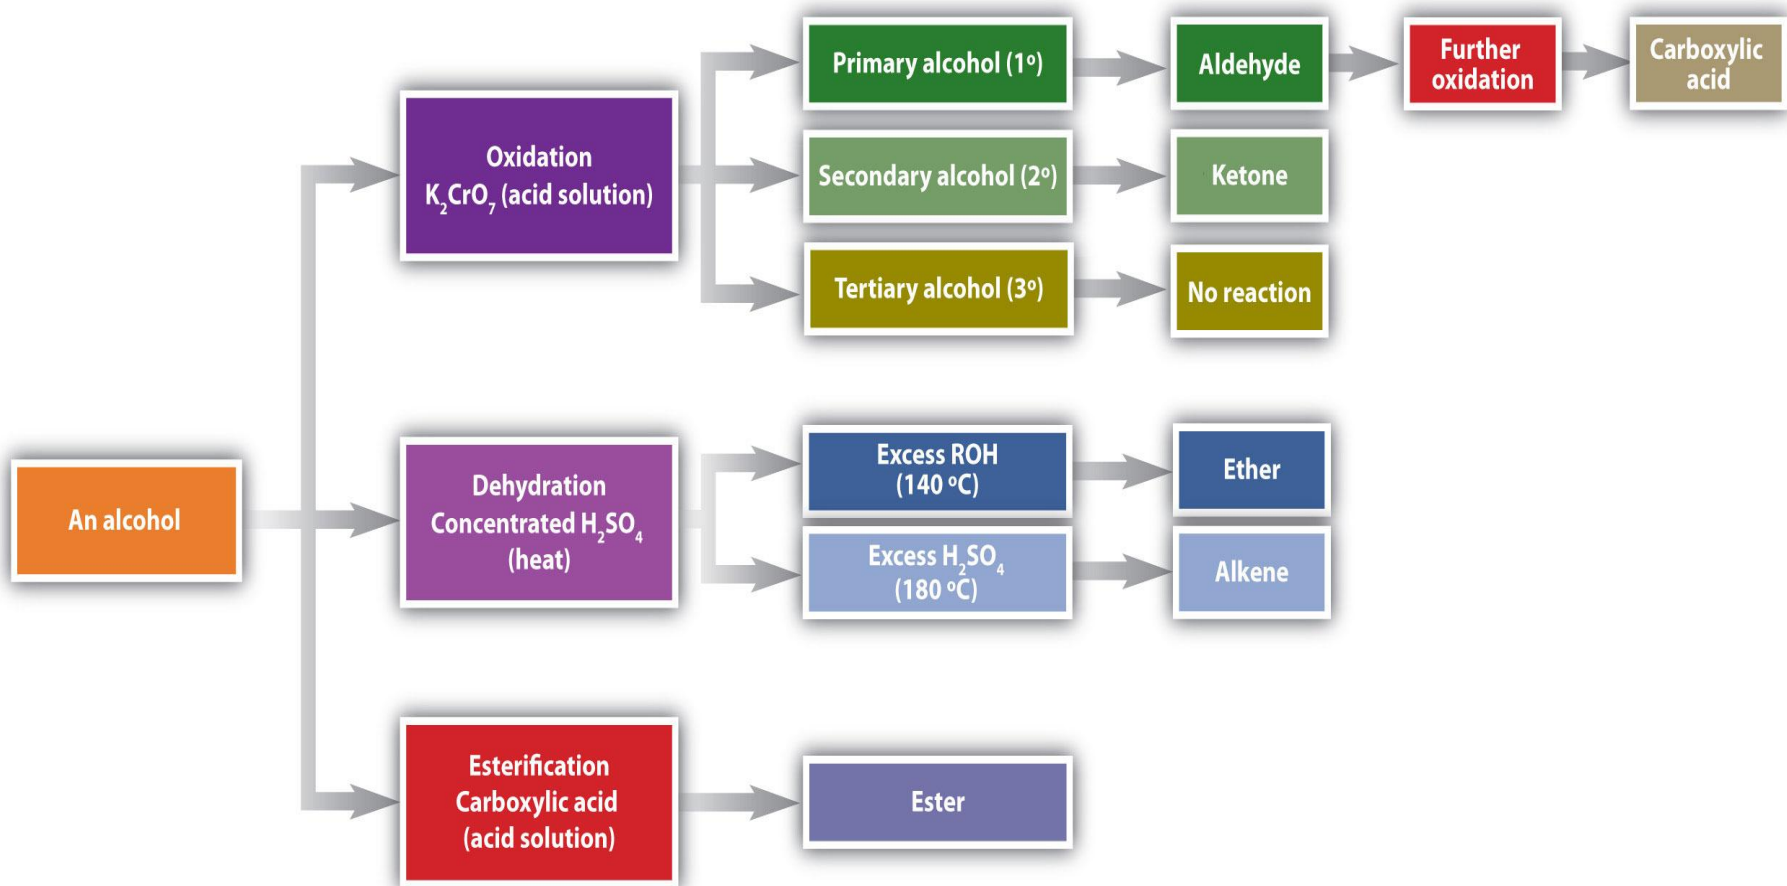 An alcohol
Oxidation
K₂CrO₇ (acid solution)
Primary alcohol (1º)
Aldehyde
Further
oxidation
Carboxylic
acid
Secondary alcohol (2º)
Ketone
Tertiary alcohol (3º)
No reaction
Dehydration
Concentrated H₂SO₄
(heat)
Excess ROH
(140 ºC)
Ether
Excess H₂SO₄
(180 ºC)
Alkene
Esterification
Carboxylic acid
(acid solution)
Ester